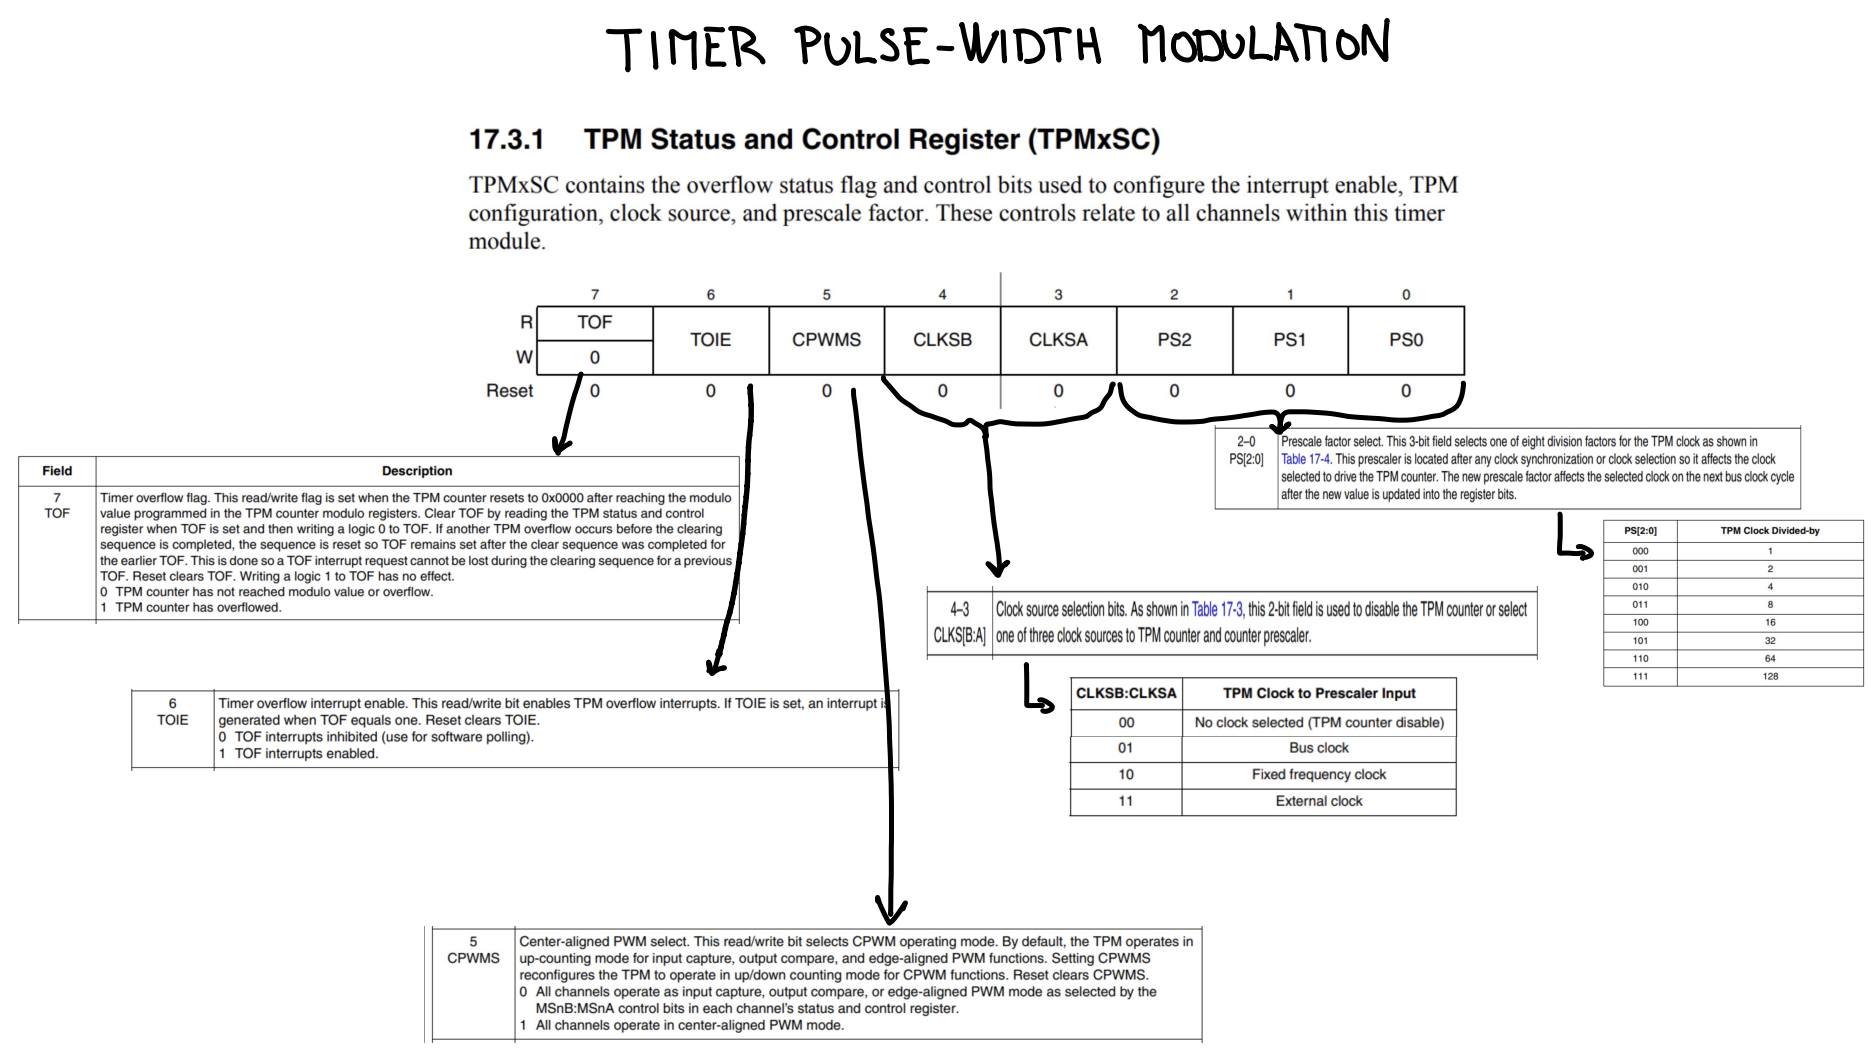 TIMER PULSE-WIDTH MODULATION
17.3.1 TPM Status and Control Register (TPMxSC)
TPMxSC contains the overflow status flag and control bits used to configure the interrupt enable, TPM
configuration, clock source, and prescale factor. These controls relate to all channels within this timer
module.
7 6 5 4 3 2 1 0
R TOF TOIE CPWMS CLKSB CLKSA PS2 PS1 PS0
W 0
Reset 0 0 0 0 0 0 0 0
Field Description
7 Timer overflow flag. This read/write flag is set when the TPM counter resets to 0x0000 after reaching the modulo
TOF value programmed in the TPM counter modulo registers. Clear TOF by reading the TPM status and control
register when TOF is set and then writing a logic 0 to TOF. If another TPM overflow occurs before the clearing
sequence is completed, the sequence is reset so TOF remains set after the clear sequence was completed for
the earlier TOF. This is done so a TOF interrupt request cannot be lost during the clearing sequence for a previous
TOF. Reset clears TOF. Writing a logic 1 to TOF has no effect.
0 TPM counter has not reached modulo value or overflow.
1 TPM counter has overflowed.
2–0 Prescale factor select. This 3-bit field selects one of eight division factors for the TPM clock as shown in
PS[2:0] Table 17-4. This prescaler is located after any clock synchronization or clock selection so it affects the clock
selected to drive the TPM counter. The new prescale factor affects the selected clock on the next bus clock cycle
after the new value is updated into the register bits.
PS[2:0] TPM Clock Divided-by
000 1
001 2
010 4
011 8
100 16
101 32
110 64
111 128
4–3 Clock source selection bits. As shown in Table 17-3, this 2-bit field is used to disable the TPM counter or select
CLKS[B:A] one of three clock sources to TPM counter and counter prescaler.
CLKSB:CLKSA TPM Clock to Prescaler Input
00 No clock selected (TPM counter disable)
01 Bus clock
10 Fixed frequency clock
11 External clock
6 Timer overflow interrupt enable. This read/write bit enables TPM overflow interrupts. If TOIE is set, an interrupt is
TOIE generated when TOF equals one. Reset clears TOIE.
0 TOF interrupts inhibited (use for software polling).
1 TOF interrupts enabled.
5 Center-aligned PWM select. This read/write bit selects CPWM operating mode. By default, the TPM operates in
CPWMS up-counting mode for input capture, output compare, and edge-aligned PWM functions. Setting CPWMS
reconfigures the TPM to operate in up/down counting mode for CPWM functions. Reset clears CPWMS.
0 All channels operate as input capture, output compare, or edge-aligned PWM mode as selected by the
MSnB:MSnA control bits in each channel's status and control register.
1 All channels operate in center-aligned PWM mode.